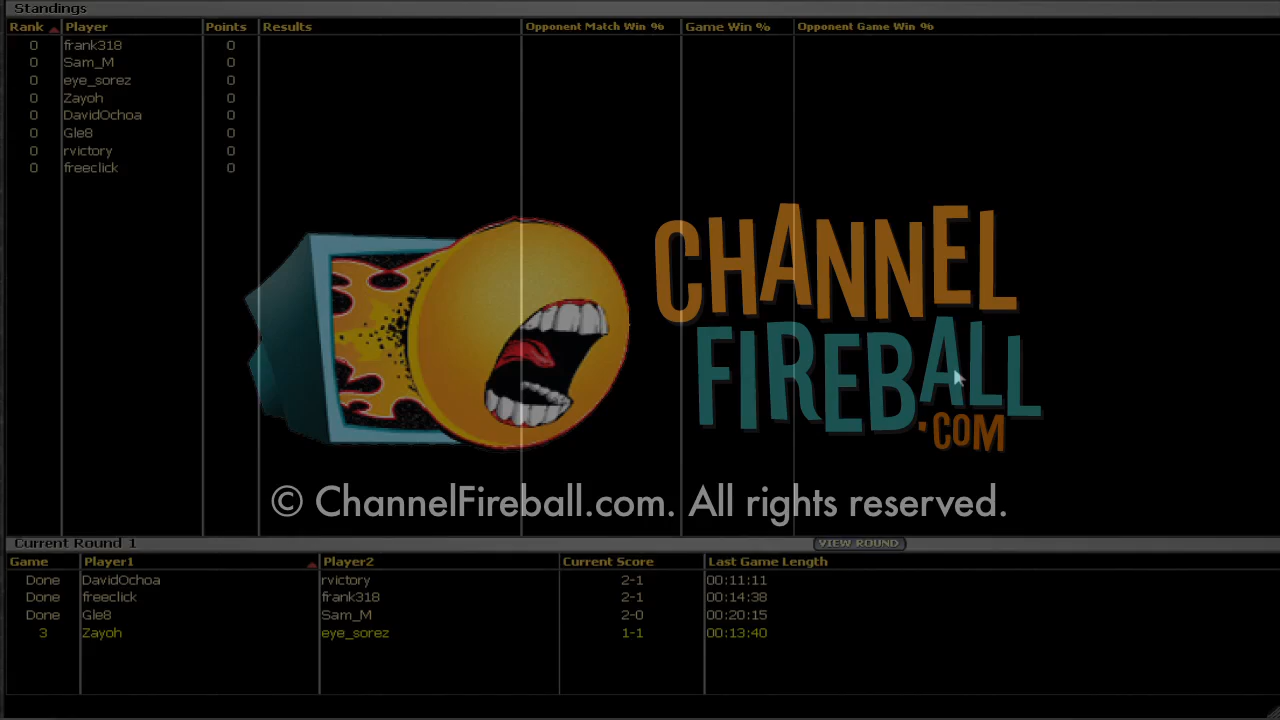 Standings
Rank Player Points Results Opponent Match Win % Game Win % Opponent Game Win %
0 frank318 0
0 Sam_M 0
0 eye_sorez 0
0 Zayoh 0
0 DavidOchoa 0
0 Gle8 0
0 rvictory 0
0 freeclick 0
CHANNEL
FIREBALL
.COM
© ChannelFireball.com. All rights reserved.
Current Round 1 VIEW ROUND
Game Player1 Player2 Current Score Last Game Length
Done DavidOchoa rvictory 2-1 00:11:11
Done freeclick frank318 2-1 00:14:38
Done Gle8 Sam_M 2-0 00:20:15
3 Zayoh eye_sorez 1-1 00:13:40